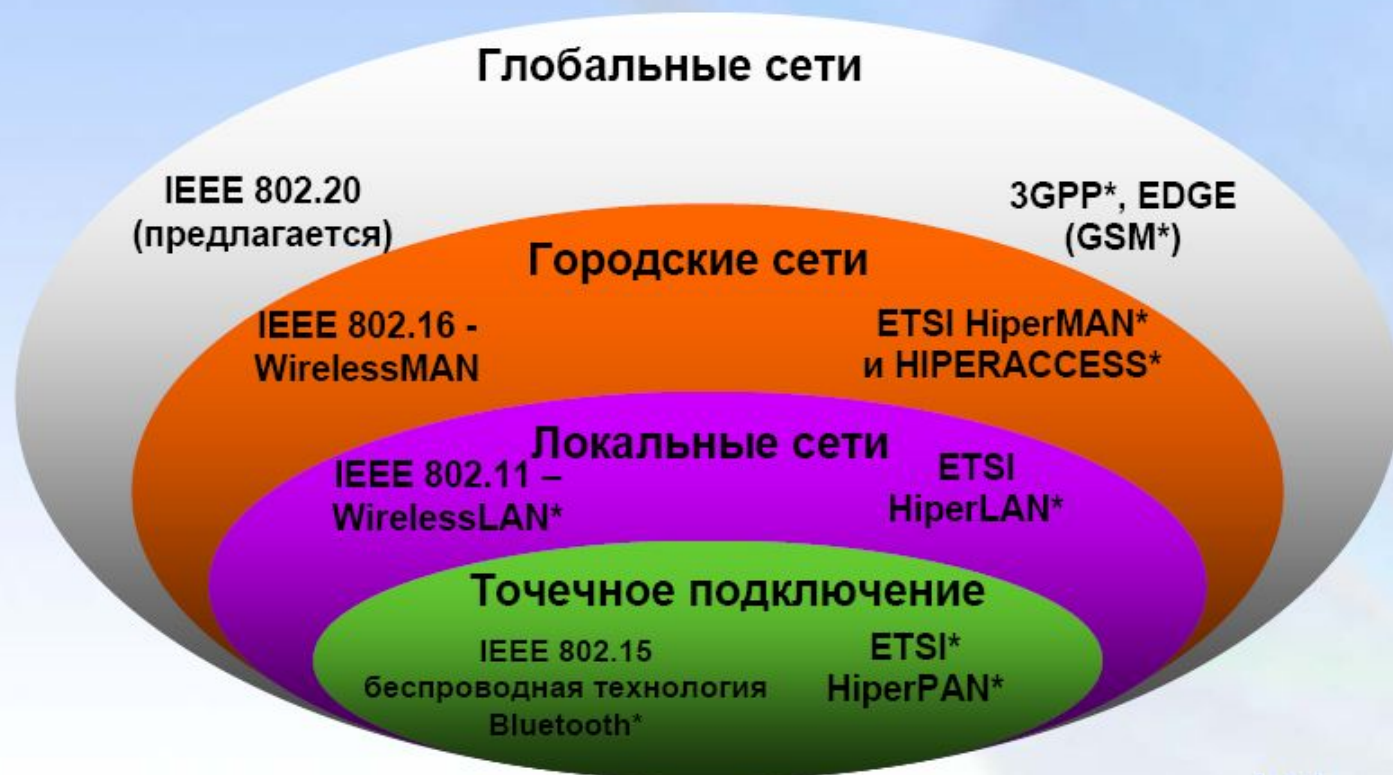 Глобальные сети
IEEE 802.20
(предлагается)
3GPP*, EDGE
(GSM*)
Городские сети
IEEE 802.16 -
WirelessMAN
ETSI HiperMAN*
и HIPERACCESS*
Локальные сети
IEEE 802.11 –
WirelessLAN*
ETSI
HiperLAN*
Точечное подключение
IEEE 802.15
беспроводная технология
Bluetooth*
ETSI*
HiperPAN*